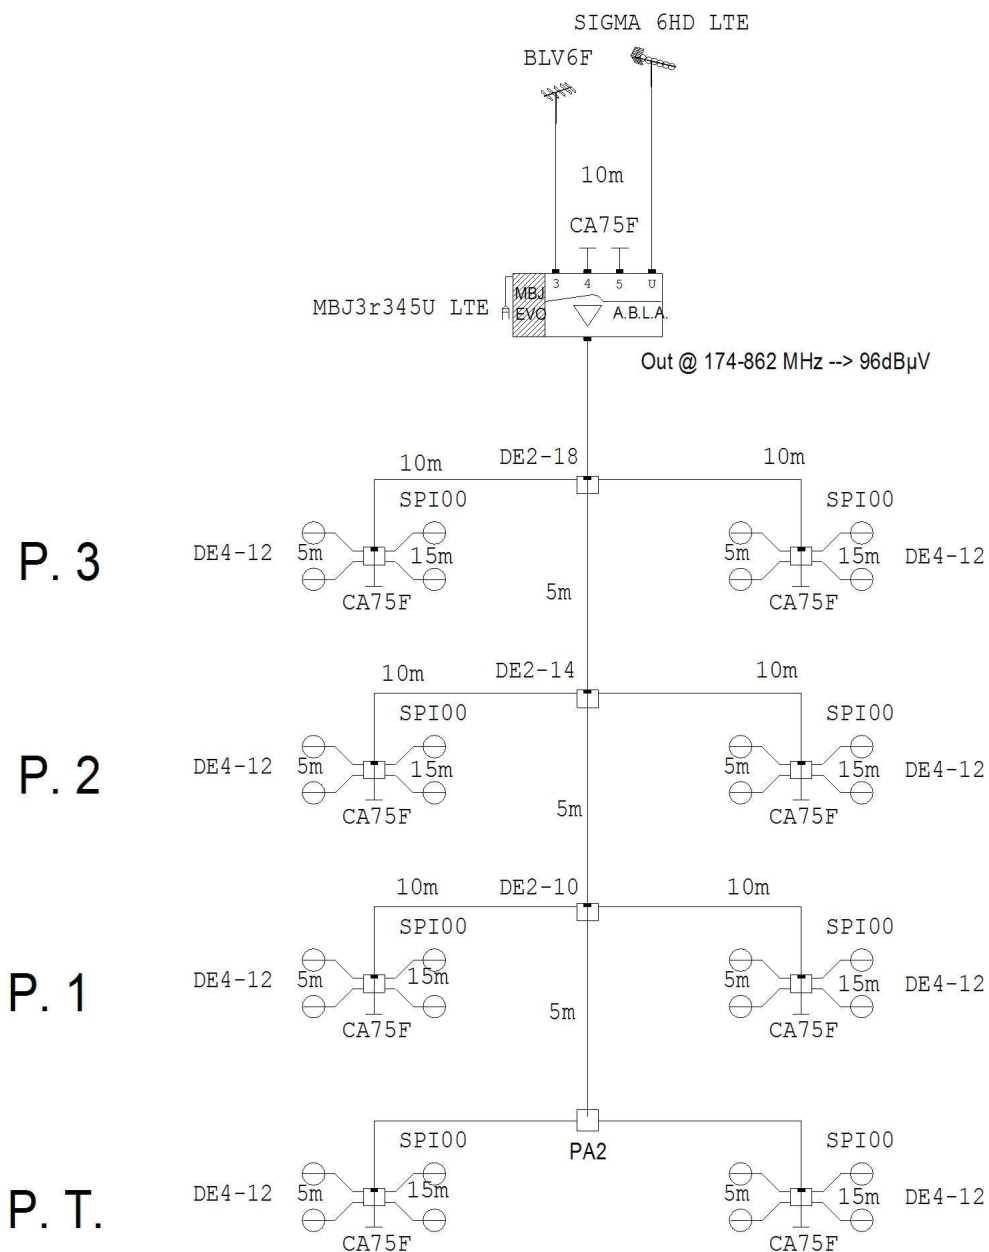 SIGMA 6HD LTE
BLV6F
10m
CA75F
3 4 5 U
MBJ3r345U LTE
MBJ
EVO
A.B.L.A.
Out @ 174-862 MHz --> 96dBµV
DE2-18
10m 10m
SPI00 SPI00
P. 3
DE4-12 5m 15m 5m 15m DE4-12
5m
CA75F CA75F
DE2-14
10m 10m
SPI00 SPI00
P. 2
DE4-12 5m 15m 5m 15m DE4-12
5m
CA75F CA75F
DE2-10
10m 10m
SPI00 SPI00
P. 1
DE4-12 5m 15m 5m 15m DE4-12
5m
CA75F CA75F
SPI00 SPI00
PA2
P. T.
DE4-12 5m 15m 5m 15m DE4-12
CA75F CA75F